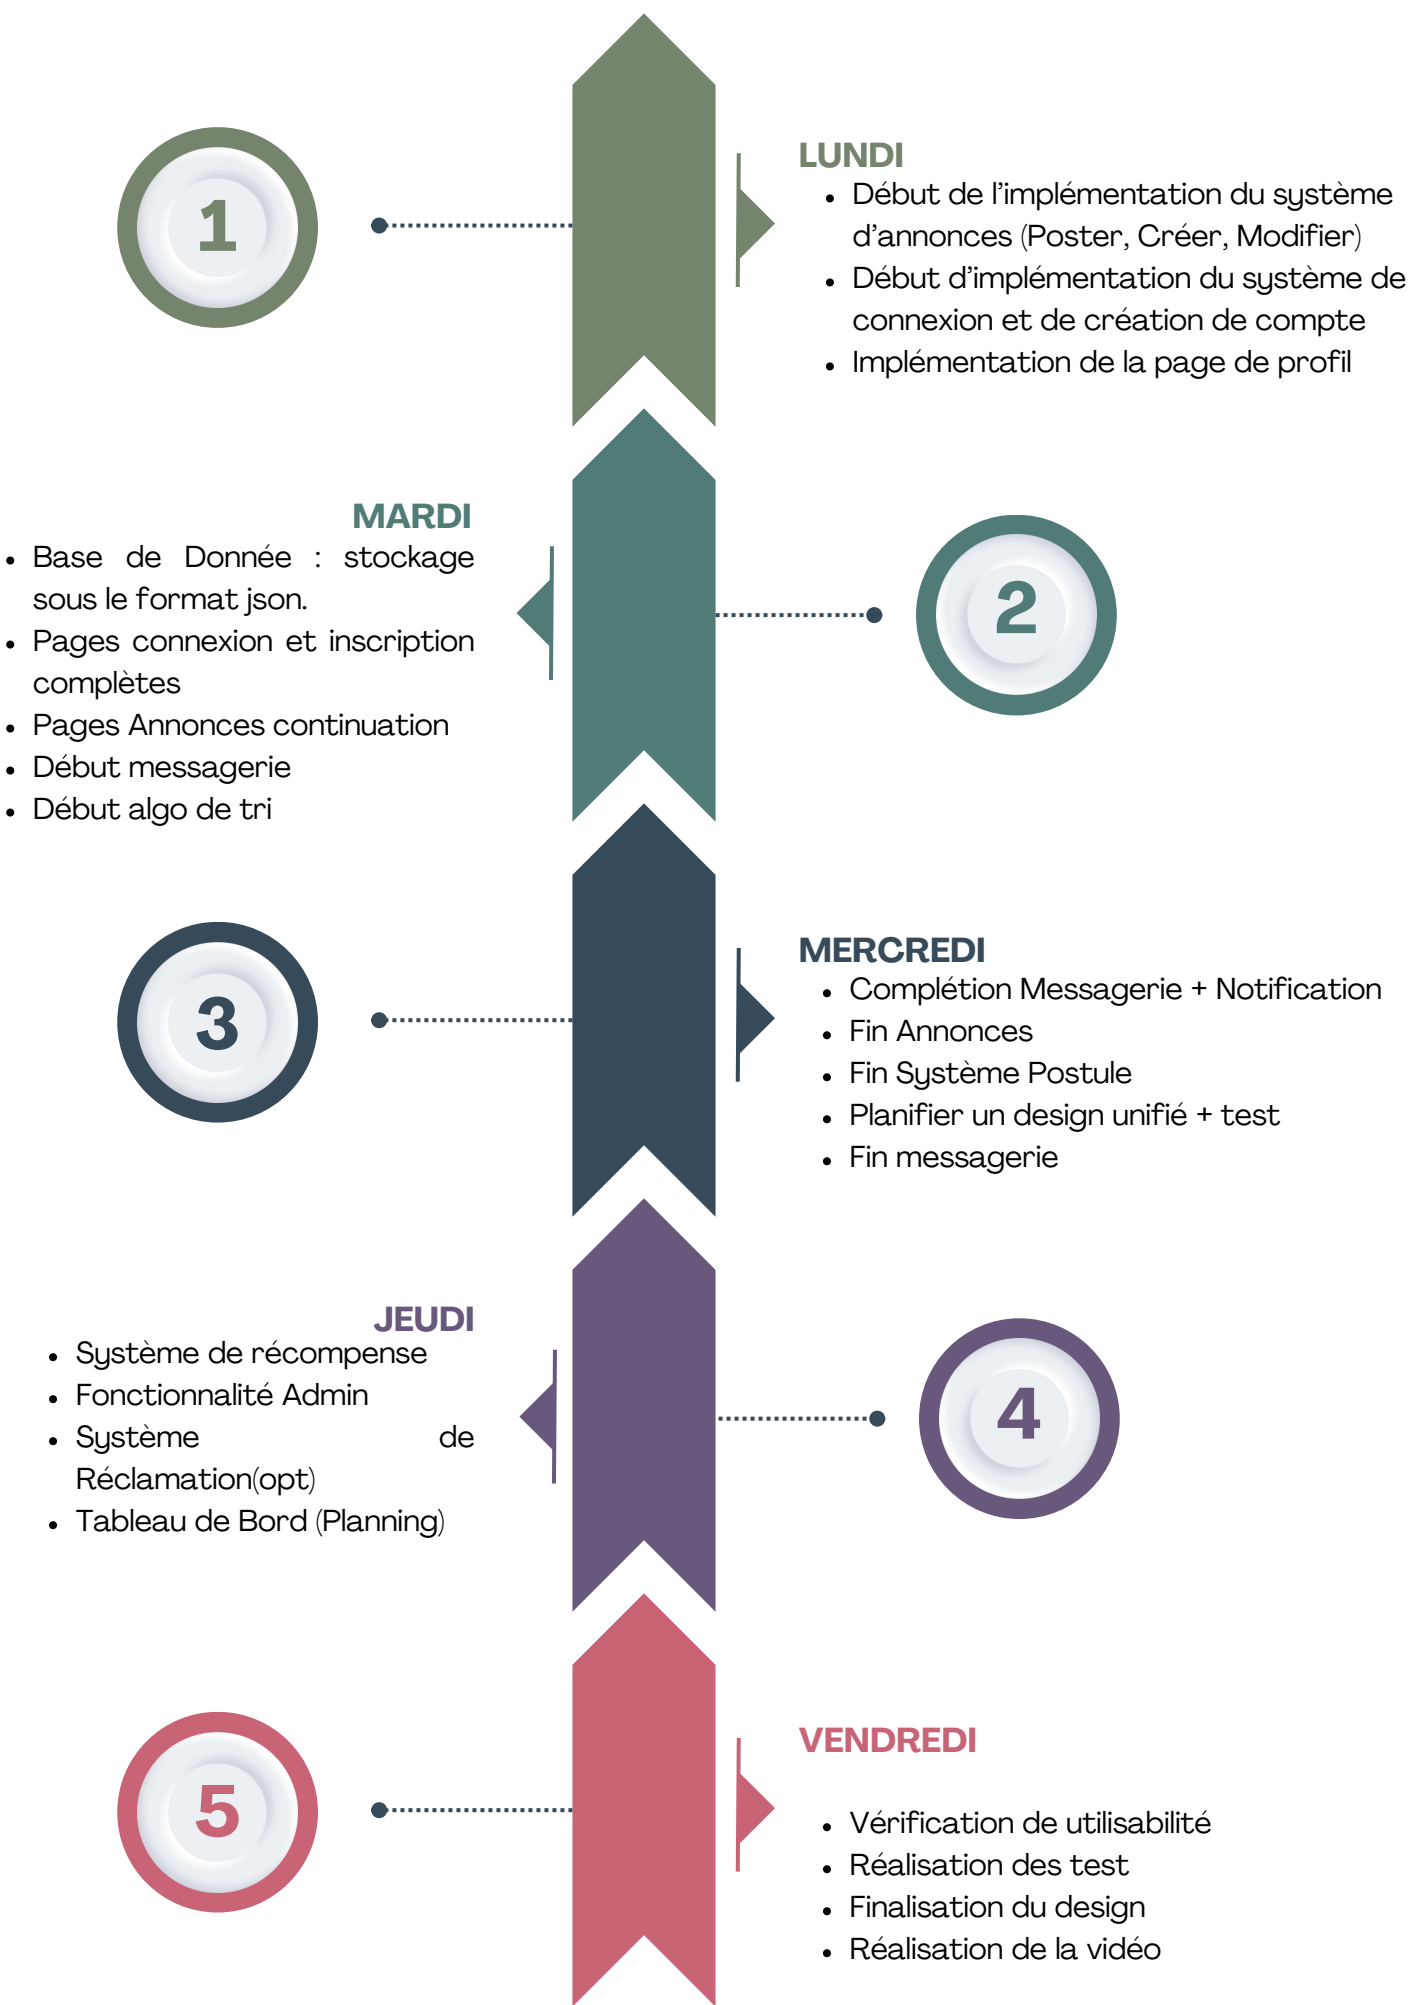 1
LUNDI
• Début de l'implémentation du système
d'annonces (Poster, Créer, Modifier)
• Début d'implémentation du système de
connexion et de création de compte
• Implémentation de la page de profil
MARDI
• Base de Donnée : stockage
sous le format json.
• Pages connexion et inscription
complètes
• Pages Annonces continuation
• Début messagerie
• Début algo de tri
2
3
MERCREDI
• Complétion Messagerie + Notification
• Fin Annonces
• Fin Système Postule
• Planifier un design unifié + test
• Fin messagerie
JEUDI
• Système de récompense
• Fonctionnalité Admin
• Système de
Réclamation(opt)
• Tableau de Bord (Planning)
4
5
VENDREDI
• Vérification de utilisabilité
• Réalisation des test
• Finalisation du design
• Réalisation de la vidéo